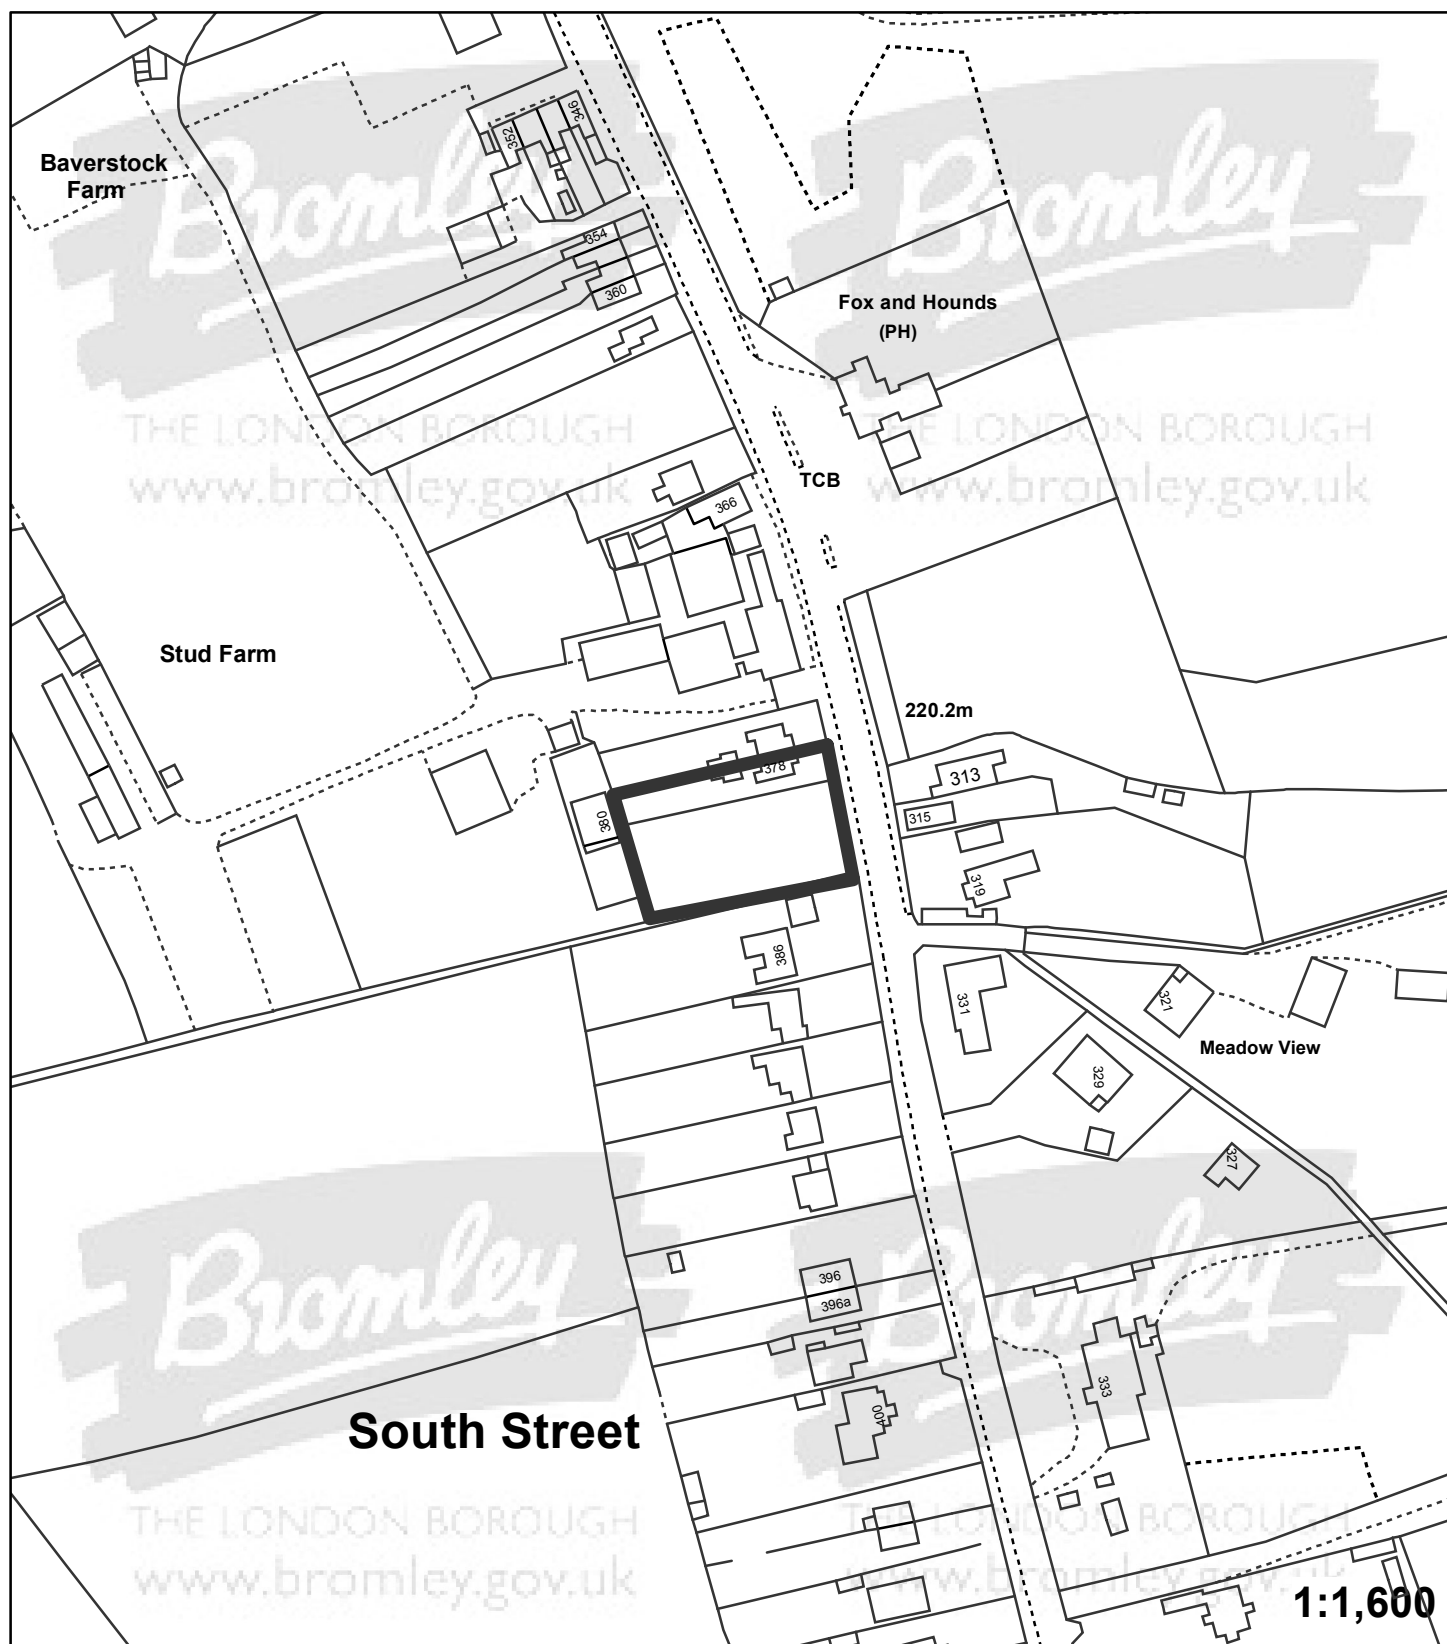 346
352
Baverstock
Farm
Bromley
Bromley
354
360
Fox and Hounds
(PH)
THE LONDON BOROUGH
www.bromley.gov.uk
THE LONDON BOROUGH
www.bromley.gov.uk
TCB
366
Stud Farm
220.2m
378
313
315
380
319
386
331
321
Meadow View
329
327
Bromley
Bromley
396
396a
333
400
South Street
THE LONDON BOROUGH
www.bromley.gov.uk
THE LONDON BOROUGH
www.bromley.gov.uk
1:1,600